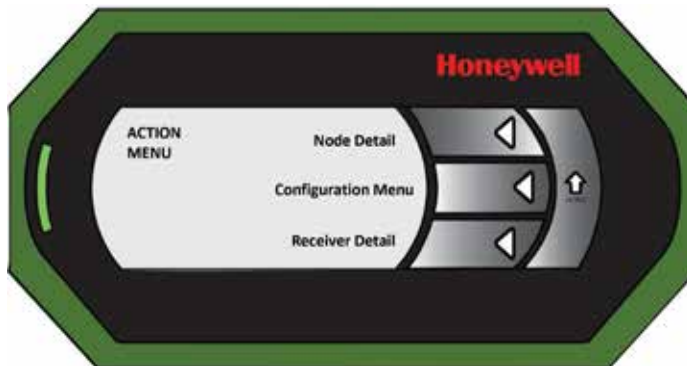 Honeywell
ACTION
MENU
Node Detail
Configuration Menu
Receiver Detail